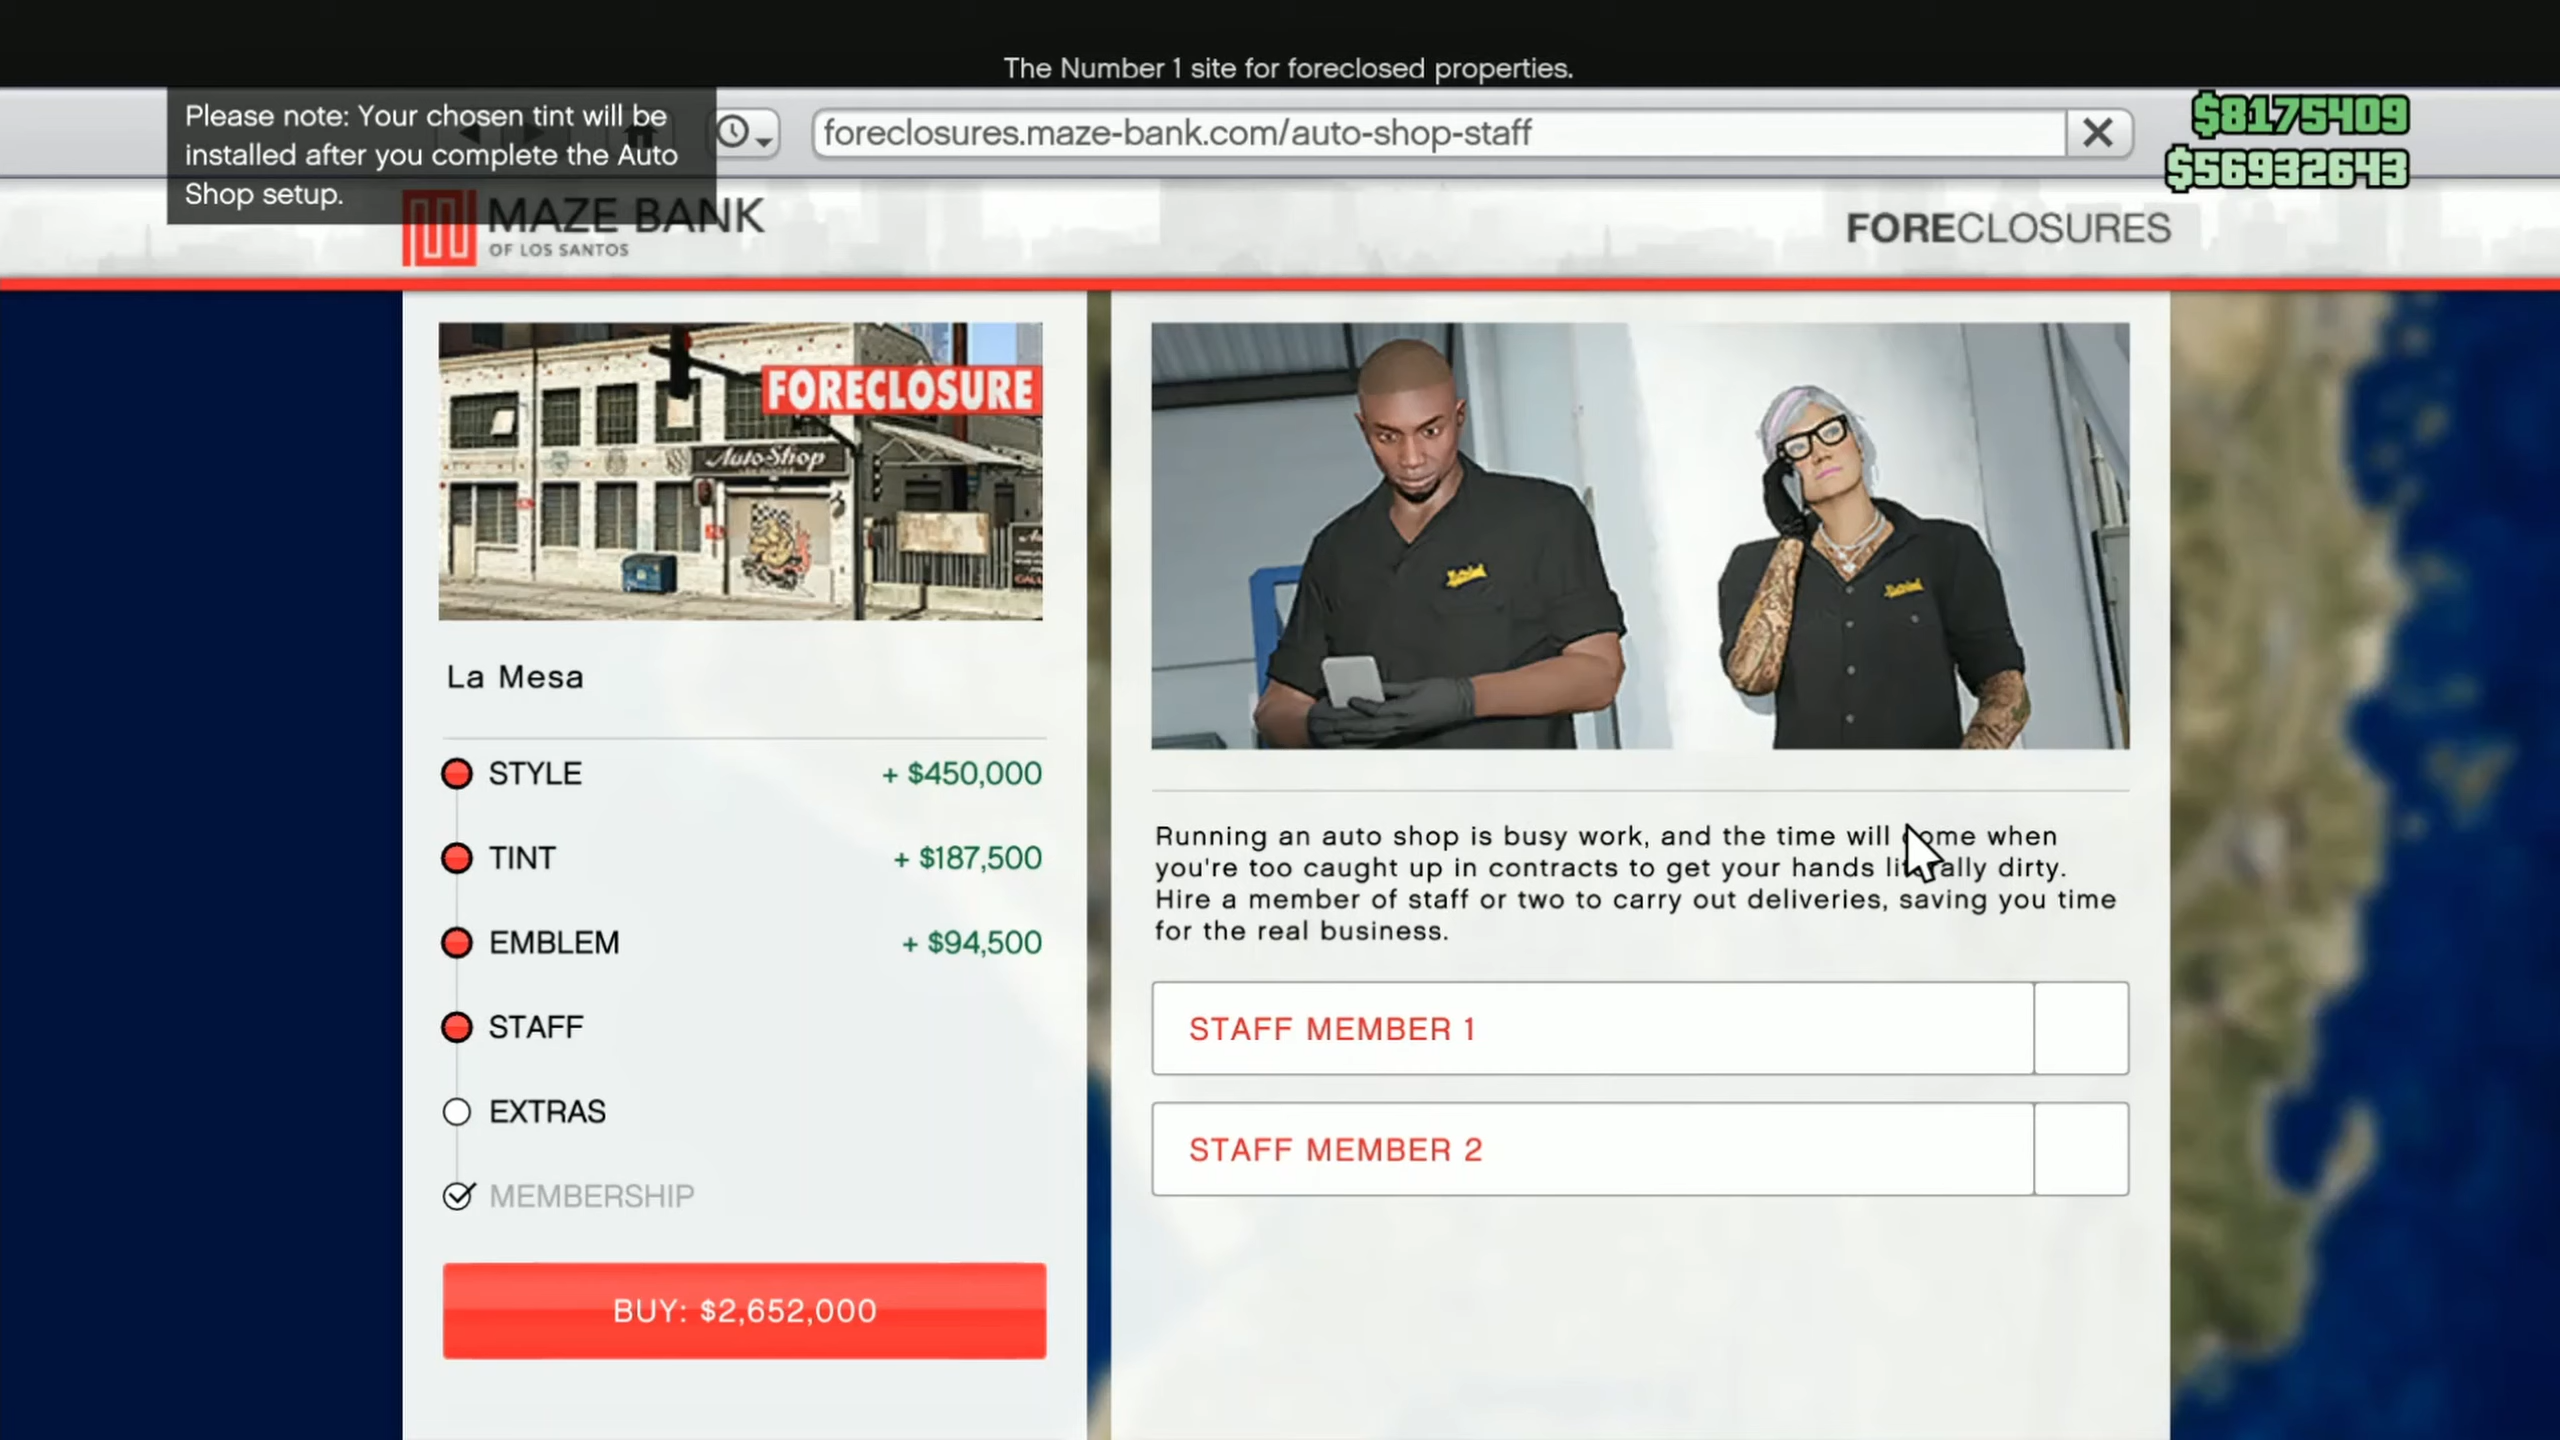 The Number 1 site for foreclosed properties.
Please note: Your chosen tint will be
installed after you complete the Auto
Shop setup.
foreclosures.maze-bank.com/auto-shop-staff
$8175409
$56932643
MAZE BANK
OF LOS SANTOS
FORECLOSURES
FORECLOSURE
Auto Shop
La Mesa
STYLE + $450,000
TINT + $187,500
EMBLEM + $94,500
STAFF
EXTRAS
MEMBERSHIP
BUY: $2,652,000
Running an auto shop is busy work, and the time will come when
you're too caught up in contracts to get your hands literally dirty.
Hire a member of staff or two to carry out deliveries, saving you time
for the real business.
STAFF MEMBER 1
STAFF MEMBER 2